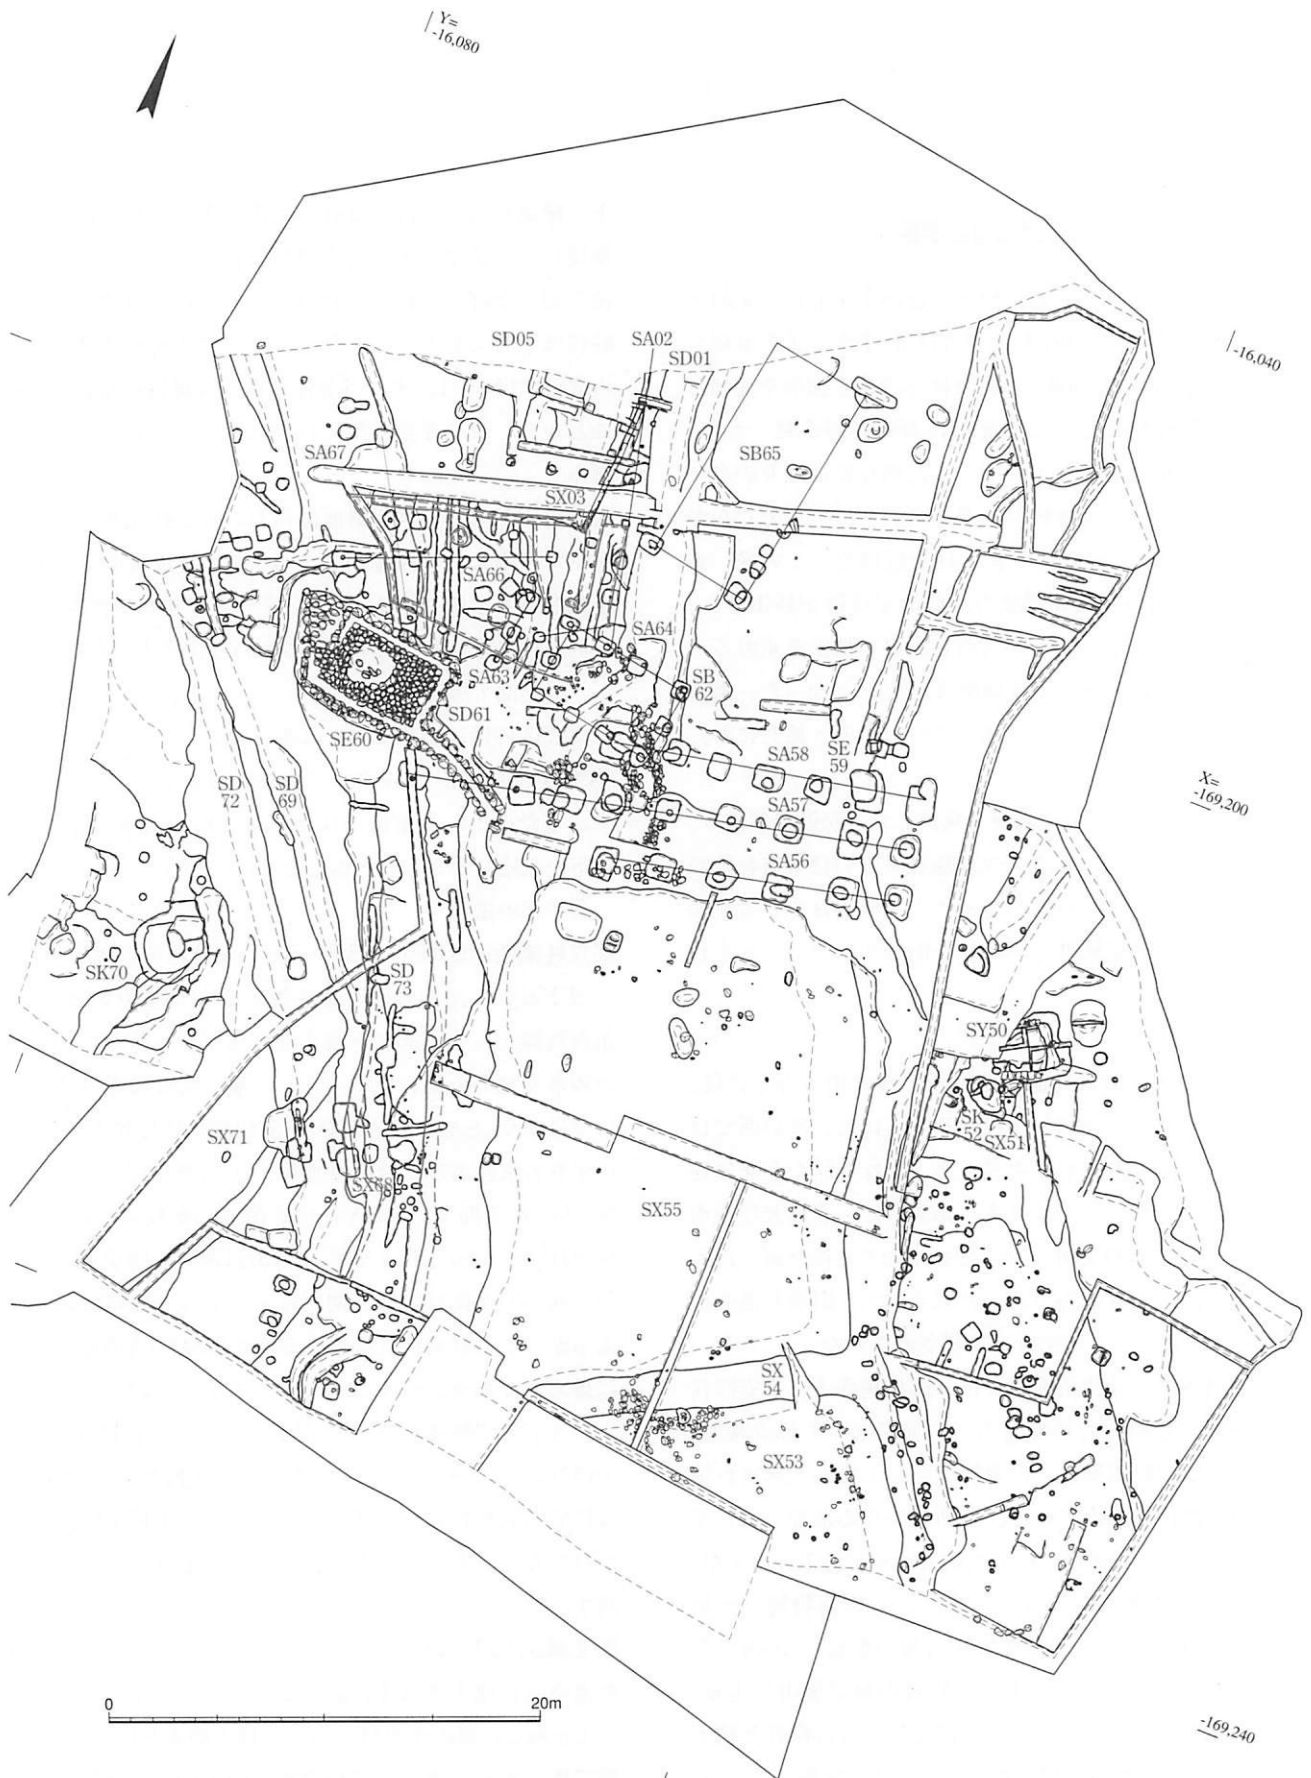 Y=
-16,080
SD05
SA02
SD01
-16,040
SA67
SB65
SX03
SA66
SA64
SA63
SB
62
SD61
SE60
SA58
SE
59
SD
72
SD
69
X=
-169,200
SA57
SA56
SK70
SD
73
SY50
SK
52
SX51
SX71
SX68
SX55
SX
54
SX53
0
20m
-169,240